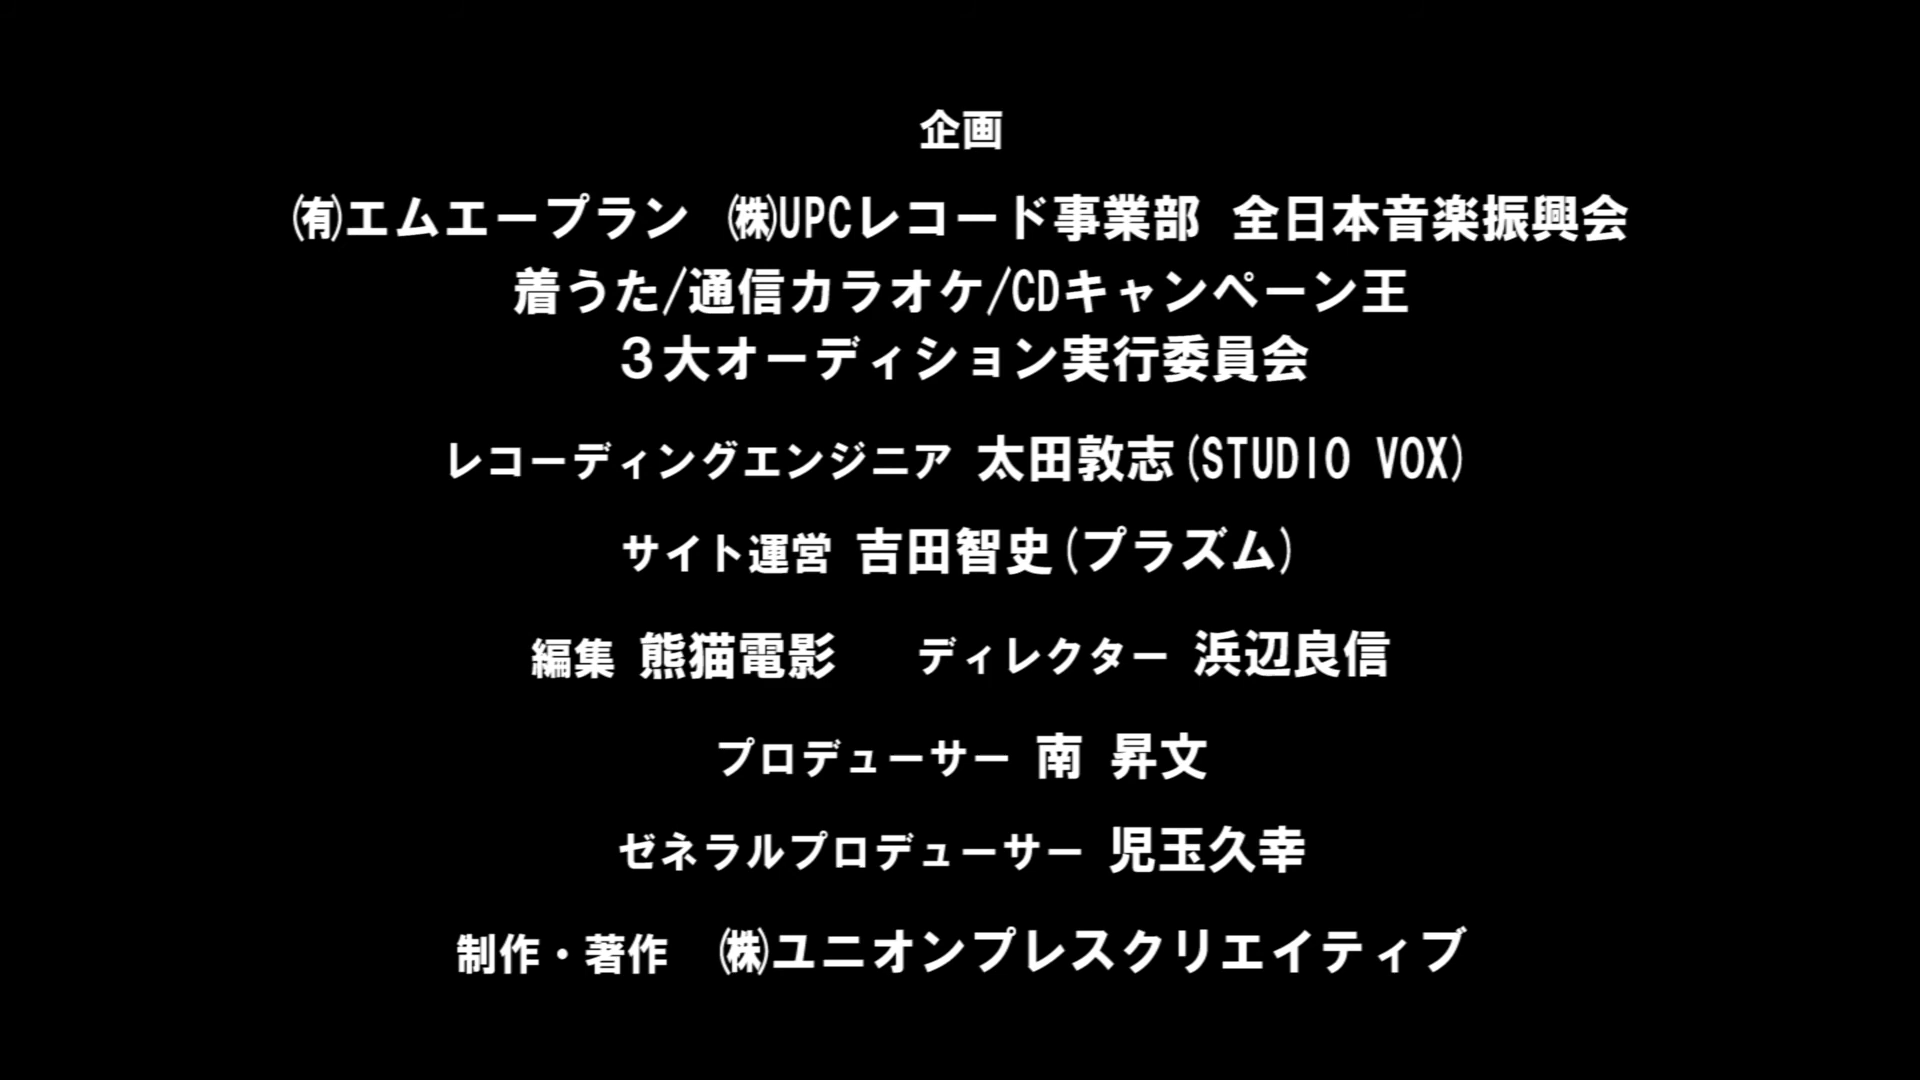 企画
㈲エムエープラン ㈱UPCレコード事業部 全日本音楽振興会
着うた/通信カラオケ/CDキャンペーン王
３大オーディション実行委員会
レコーディングエンジニア 太田敦志(STUDIO VOX)
サイト運営 吉田智史(プラズム)
編集 熊猫電影 ディレクター 浜辺良信
プロデューサー 南 昇文
ゼネラルプロデューサー 児玉久幸
制作・著作 ㈱ユニオンプレスクリエイティブ